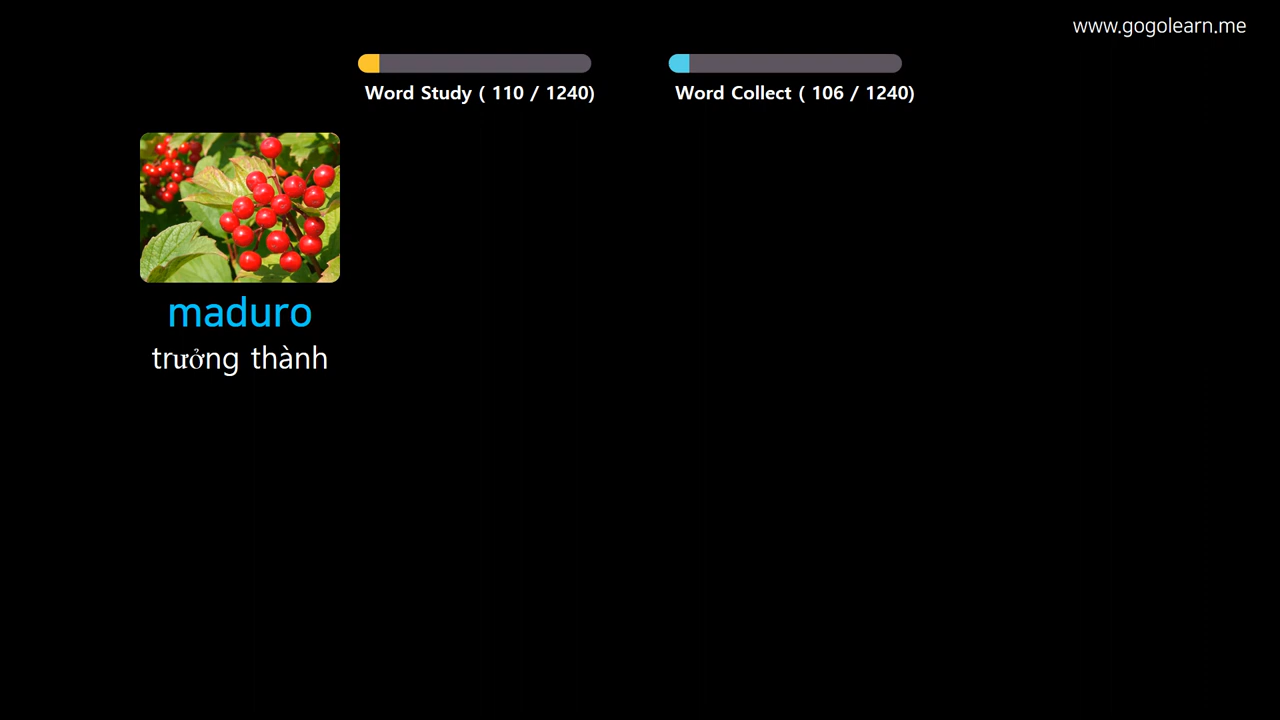 www.gogolearn.me
Word Study ( 110 / 1240)
Word Collect ( 106 / 1240)
maduro
trưởng thành